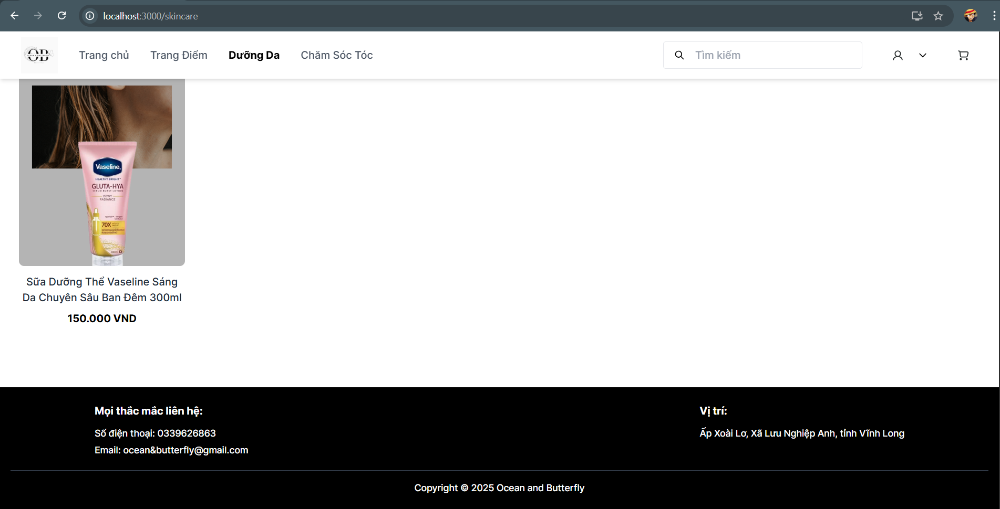 localhost:3000/skincare
OB
Trang chủ
Trang Điểm
Dưỡng Da
Chăm Sóc Tóc
Tìm kiếm
Vaseline
HEALTHY BRIGHT™
GLUTA-HYA
SERUM BURST LOTION
DEWY
RADIANCE
70X
Sữa Dưỡng Thể Vaseline Sáng
Da Chuyên Sâu Ban Đêm 300ml
150.000 VND
Mọi thắc mắc liên hệ:
Số điện thoại: 0339626863
Email: ocean&butterfly@gmail.com
Vị trí:
Ấp Xoài Lơ, Xã Lưu Nghiệp Anh, tỉnh Vĩnh Long
Copyright © 2025 Ocean and Butterfly